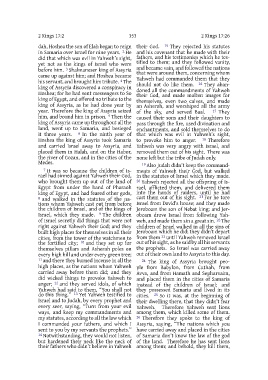 2 Kings 17.2
353
2 Kings 17.26
dah, Hoshea the son of Elah began to reign
in Samaria over Israel for nine years. ² He
did that which was evil in Yahweh's sight,
yet not as the kings of Israel who were
before him. ³ Shalmaneser king of Assyria
came up against him; and Hoshea became
his servant, and brought him tribute. ⁴ The
king of Assyria discovered a conspiracy in
Hoshea; for he had sent messengers to So
king of Egypt, and offered no tribute to the
king of Assyria, as he had done year by
year. Therefore the king of Assyria seized
him, and bound him in prison. ⁵ Then the
king of Assyria came up throughout all the
land, went up to Samaria, and besieged
it three years. ⁶ In the ninth year of
Hoshea the king of Assyria took Samaria
and carried Israel away to Assyria, and
placed them in Halah, and on the Habor,
the river of Gozan, and in the cities of the
Medes.
⁷ It was so because the children of Is-
rael had sinned against Yahweh their God,
who brought them up out of the land of
Egypt from under the hand of Pharaoh
king of Egypt, and had feared other gods,
⁸ and walked in the statutes of the na-
tions whom Yahweh cast out from before
the children of Israel, and of the kings of
Israel, which they made. ⁹ The children
of Israel secretly did things that were not
right against Yahweh their God; and they
built high places for themselves in all their
cities, from the tower of the watchmen to
the fortified city; ¹⁰ and they set up for
themselves pillars and Asherah poles on
every high hill and under every green tree;
¹¹ and there they burned incense in all the
high places, as the nations whom Yahweh
carried away before them did; and they
did wicked things to provoke Yahweh to
anger; ¹² and they served idols, of which
Yahweh had said to them, "You shall not
do this thing." ¹³ Yet Yahweh testified to
Israel and to Judah, by every prophet and
every seer, saying, "Turn from your evil
ways, and keep my commandments and
my statutes, according to all the law which
I commanded your fathers, and which I
sent to you by my servants the prophets."
¹⁴ Notwithstanding, they would not listen,
but hardened their neck like the neck of
their fathers who didn't believe in Yahweh
their God. ¹⁵ They rejected his statutes
and his covenant that he made with their
fathers, and his testimonies which he tes-
tified to them; and they followed vanity,
and became vain, and followed the nations
that were around them, concerning whom
Yahweh had commanded them that they
should not do like them. ¹⁶ They aban-
doned all the commandments of Yahweh
their God, and made molten images for
themselves, even two calves, and made
an Asherah, and worshiped all the army
of the sky, and served Baal. ¹⁷ They
caused their sons and their daughters to
pass through the fire, used divination and
enchantments, and sold themselves to do
that which was evil in Yahweh's sight,
to provoke him to anger. ¹⁸ Therefore
Yahweh was very angry with Israel, and
removed them out of his sight. There was
none left but the tribe of Judah only.
¹⁹ Also Judah didn't keep the command-
ments of Yahweh their God, but walked
in the statutes of Israel which they made.
²⁰ Yahweh rejected all the offspring of Is-
rael, afflicted them, and delivered them
into the hands of raiders, until he had
cast them out of his sight. ²¹ For he tore
Israel from David's house; and they made
Jeroboam the son of Nebat king; and Jer-
oboam drove Israel from following Yah-
weh, and made them sin a great sin. ²² The
children of Israel walked in all the sins of
Jeroboam which he did; they didn't depart
from them ²³ until Yahweh removed Israel
out of his sight, as he said by all his servants
the prophets. So Israel was carried away
out of their own land to Assyria to this day.
²⁴ The king of Assyria brought peo-
ple from Babylon, from Cuthah, from
Avva, and from Hamath and Sepharvaim,
and placed them in the cities of Samaria
instead of the children of Israel; and
they possessed Samaria and lived in its
cities. ²⁵ So it was, at the beginning of
their dwelling there, that they didn't fear
Yahweh. Therefore Yahweh sent lions
among them, which killed some of them.
²⁶ Therefore they spoke to the king of
Assyria, saying, "The nations which you
have carried away and placed in the cities
of Samaria don't know the law of the god
of the land. Therefore he has sent lions
among them; and behold, they kill them,